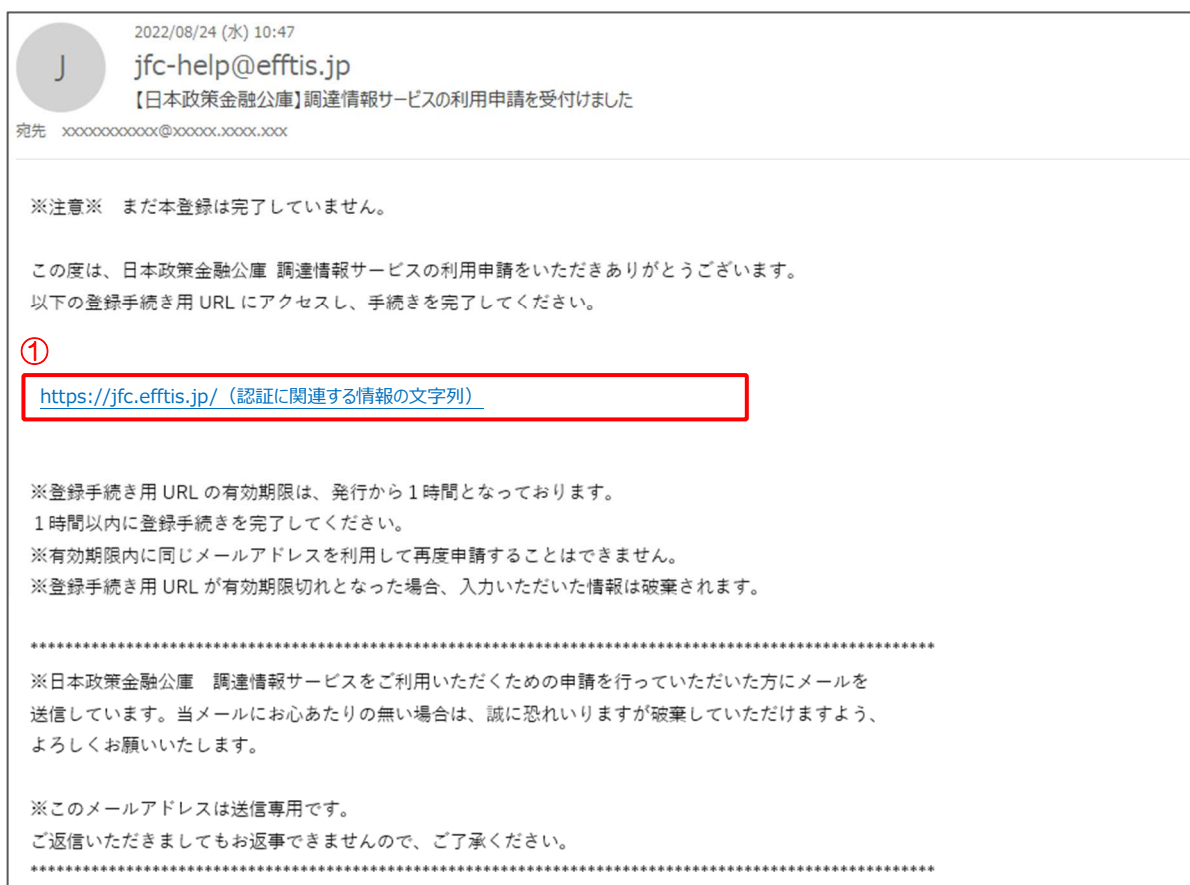 2022/08/24 (水) 10:47
J
jfc-help@efftis.jp
【日本政策金融公庫】調達情報サービスの利用申請を受付けました
宛先 xxxxxxxxxxx@xxxxx.xxxx.xxx
※注意※　まだ本登録は完了していません。
この度は、日本政策金融公庫 調達情報サービスの利用申請をいただきありがとうございます。
以下の登録手続き用 URL にアクセスし、手続きを完了してください。
①
https://jfc.efftis.jp/（認証に関連する情報の文字列）
※登録手続き用 URL の有効期限は、発行から１時間となっております。
１時間以内に登録手続きを完了してください。
※有効期限内に同じメールアドレスを利用して再度申請することはできません。
※登録手続き用 URL が有効期限切れとなった場合、入力いただいた情報は破棄されます。
********************************************************************************************************
※日本政策金融公庫　調達情報サービスをご利用いただくための申請を行っていただいた方にメールを
送信しています。当メールにお心あたりの無い場合は、誠に恐れいりますが破棄していただけますよう、
よろしくお願いいたします。
※このメールアドレスは送信専用です。
ご返信いただきましてもお返事できませんので、ご了承ください。
********************************************************************************************************